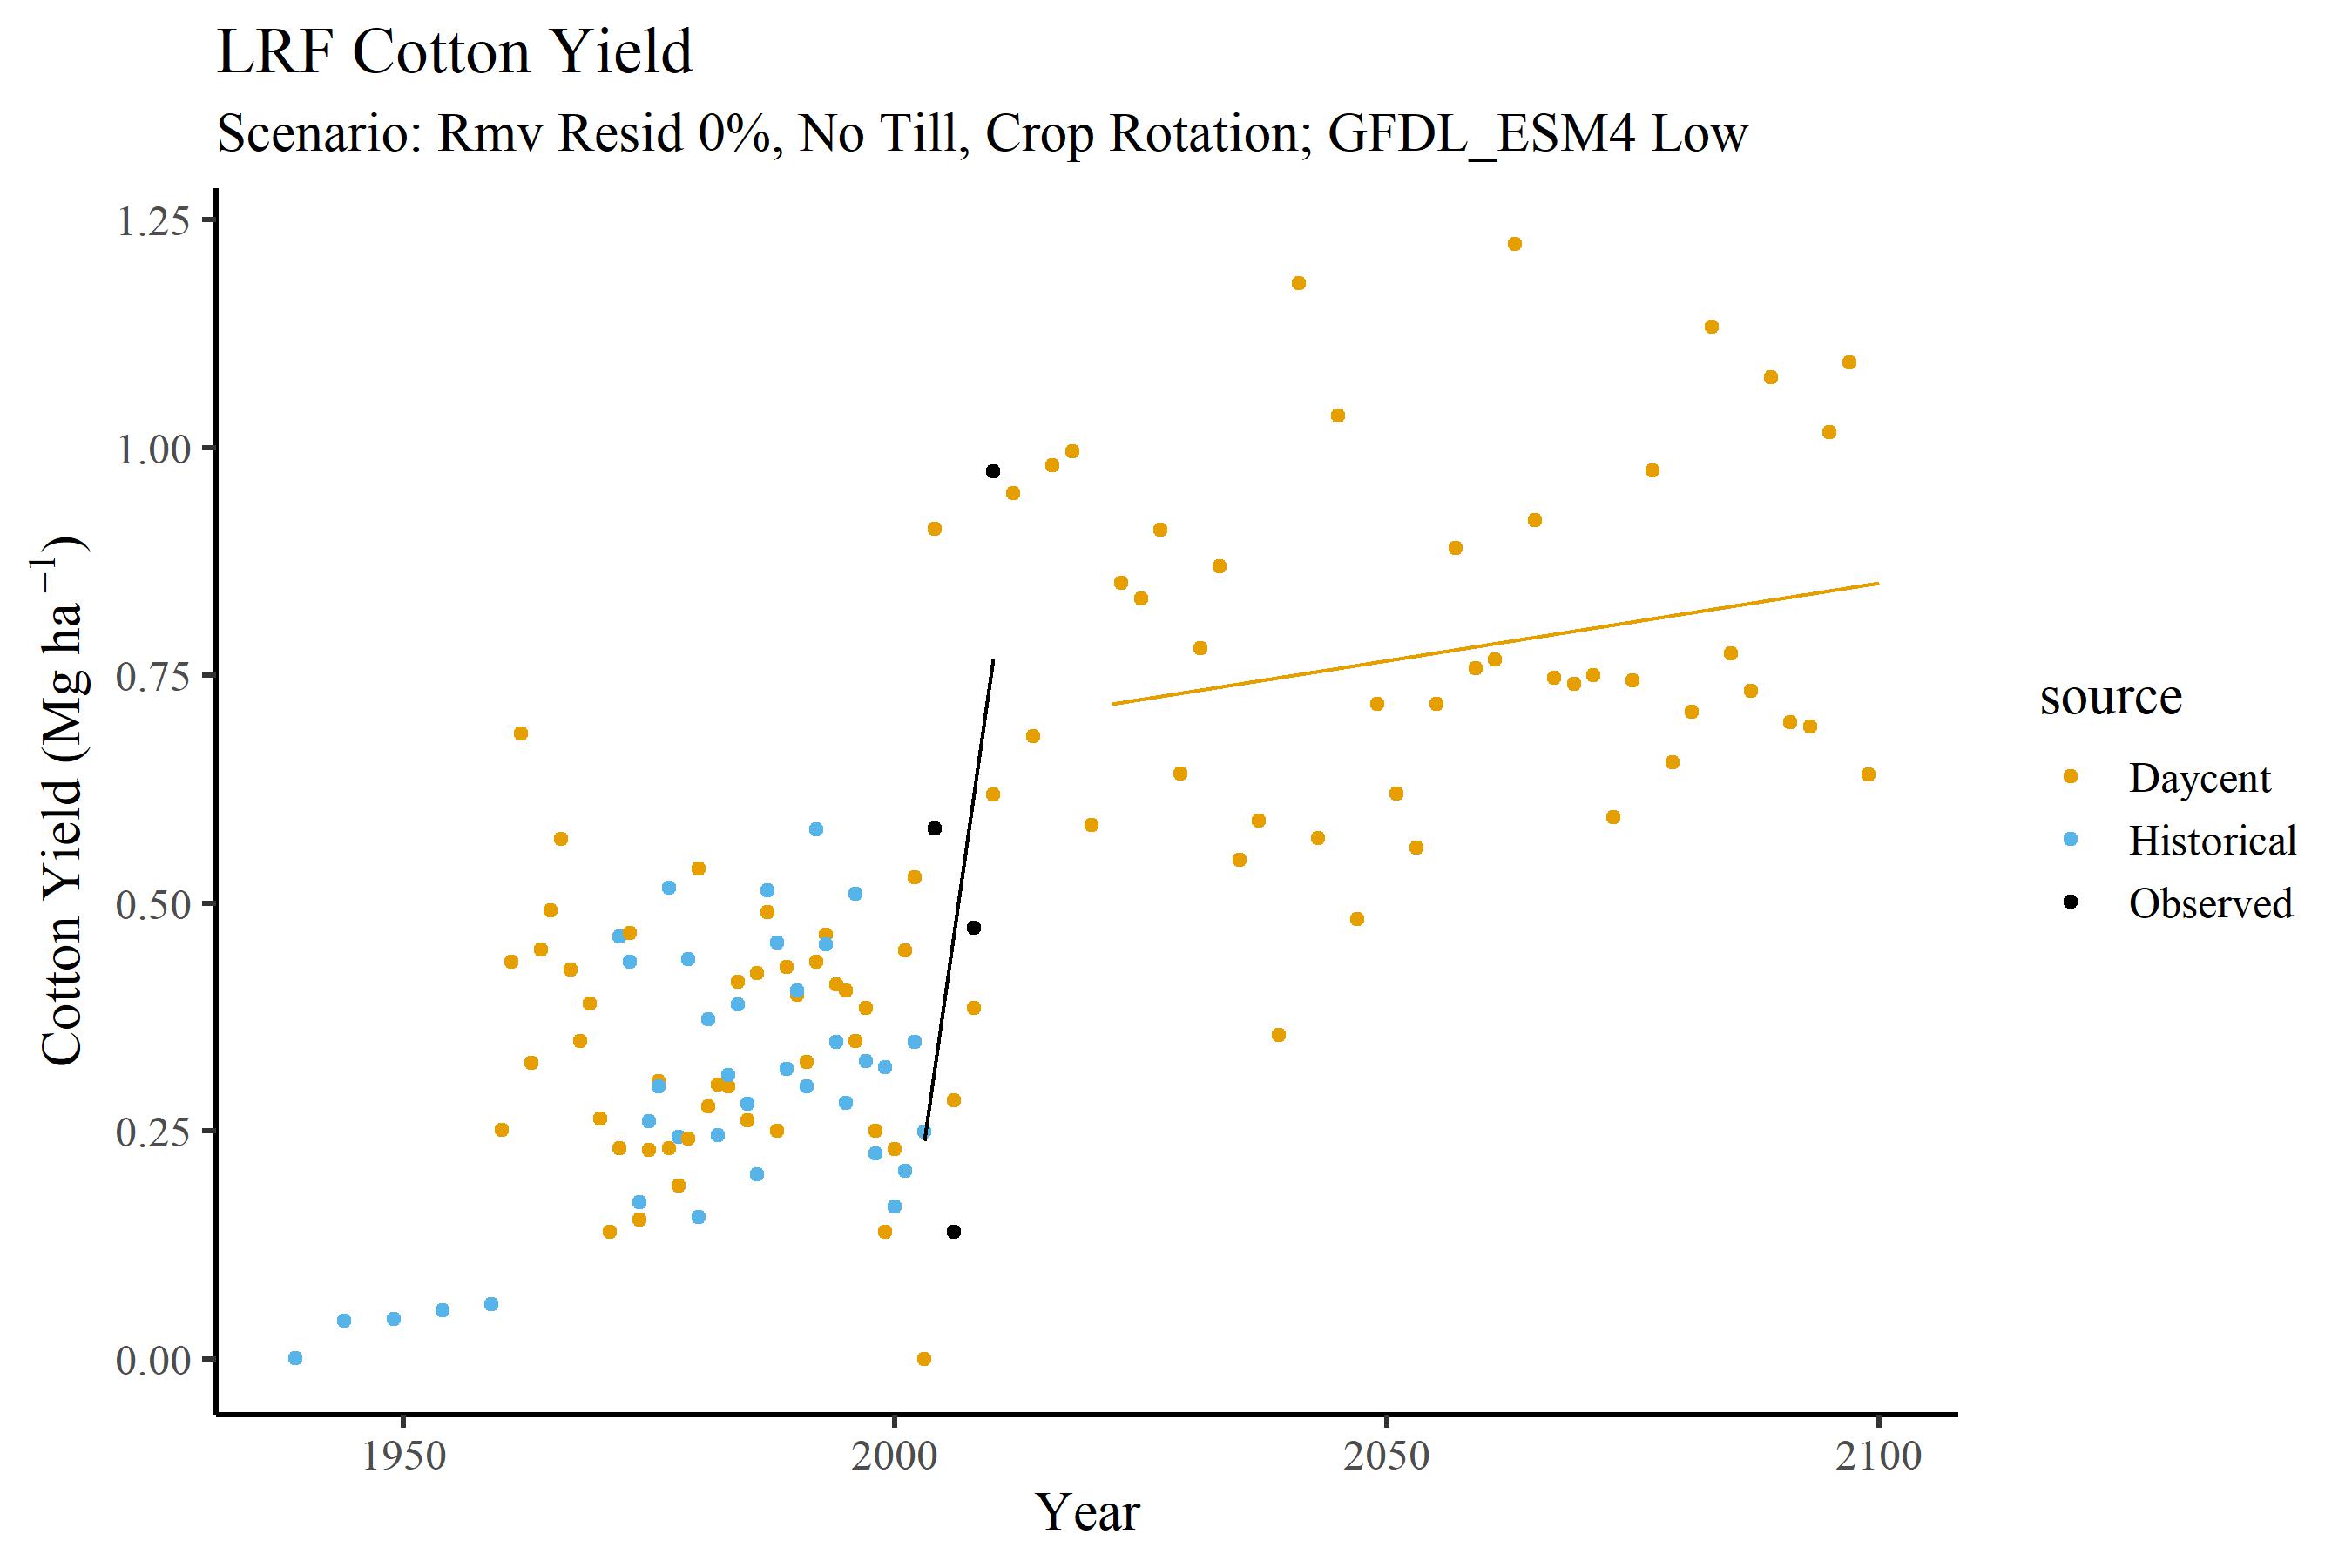 LRF Cotton Yield
Scenario: Rmv Resid 0%, No Till, Crop Rotation; GFDL_ESM4 Low
Cotton Yield (Mg ha⁻¹)
1.25
1.00
0.75
0.50
0.25
0.00
1950 2000 2050 2100
Year
source
Daycent
Historical
Observed